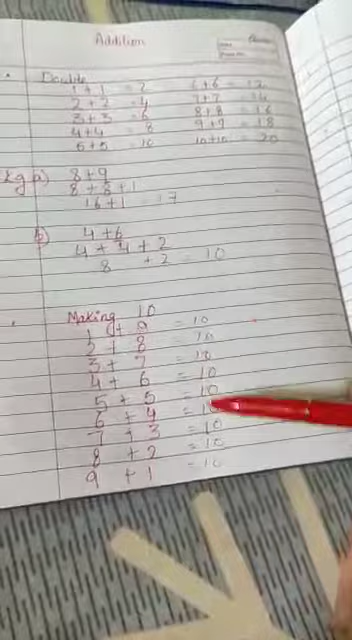 Addition
Double
1 + 1 = 2 6 + 6 = 12
2 + 2 = 4 7 + 7 = 14
3 + 3 = 6 8 + 8 = 16
4 + 4 = 8 9 + 9 = 18
5 + 5 = 10 10 + 10 = 20
Eg a) 8 + 9
8 + 8 + 1
16 + 1 = 17
b) 4 + 6
4 + 4 + 2
8 + 2 = 10
Making 10
1 + 9 = 10
2 + 8 = 10
3 + 7 = 10
4 + 6 = 10
5 + 5 = 10
6 + 4 = 10
7 + 3 = 10
8 + 2 = 10
9 + 1 = 10